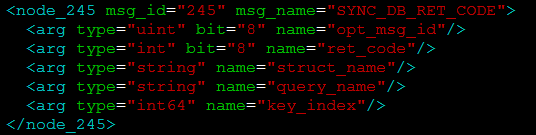 <node_245 msg_id="245" msg_name="SYNC_DB_RET_CODE">
<arg type="uint" bit="8" name="opt_msg_id"/>
<arg type="int" bit="8" name="ret_code"/>
<arg type="string" name="struct_name"/>
<arg type="string" name="query_name"/>
<arg type="int64" name="key_index"/>
</node_245>